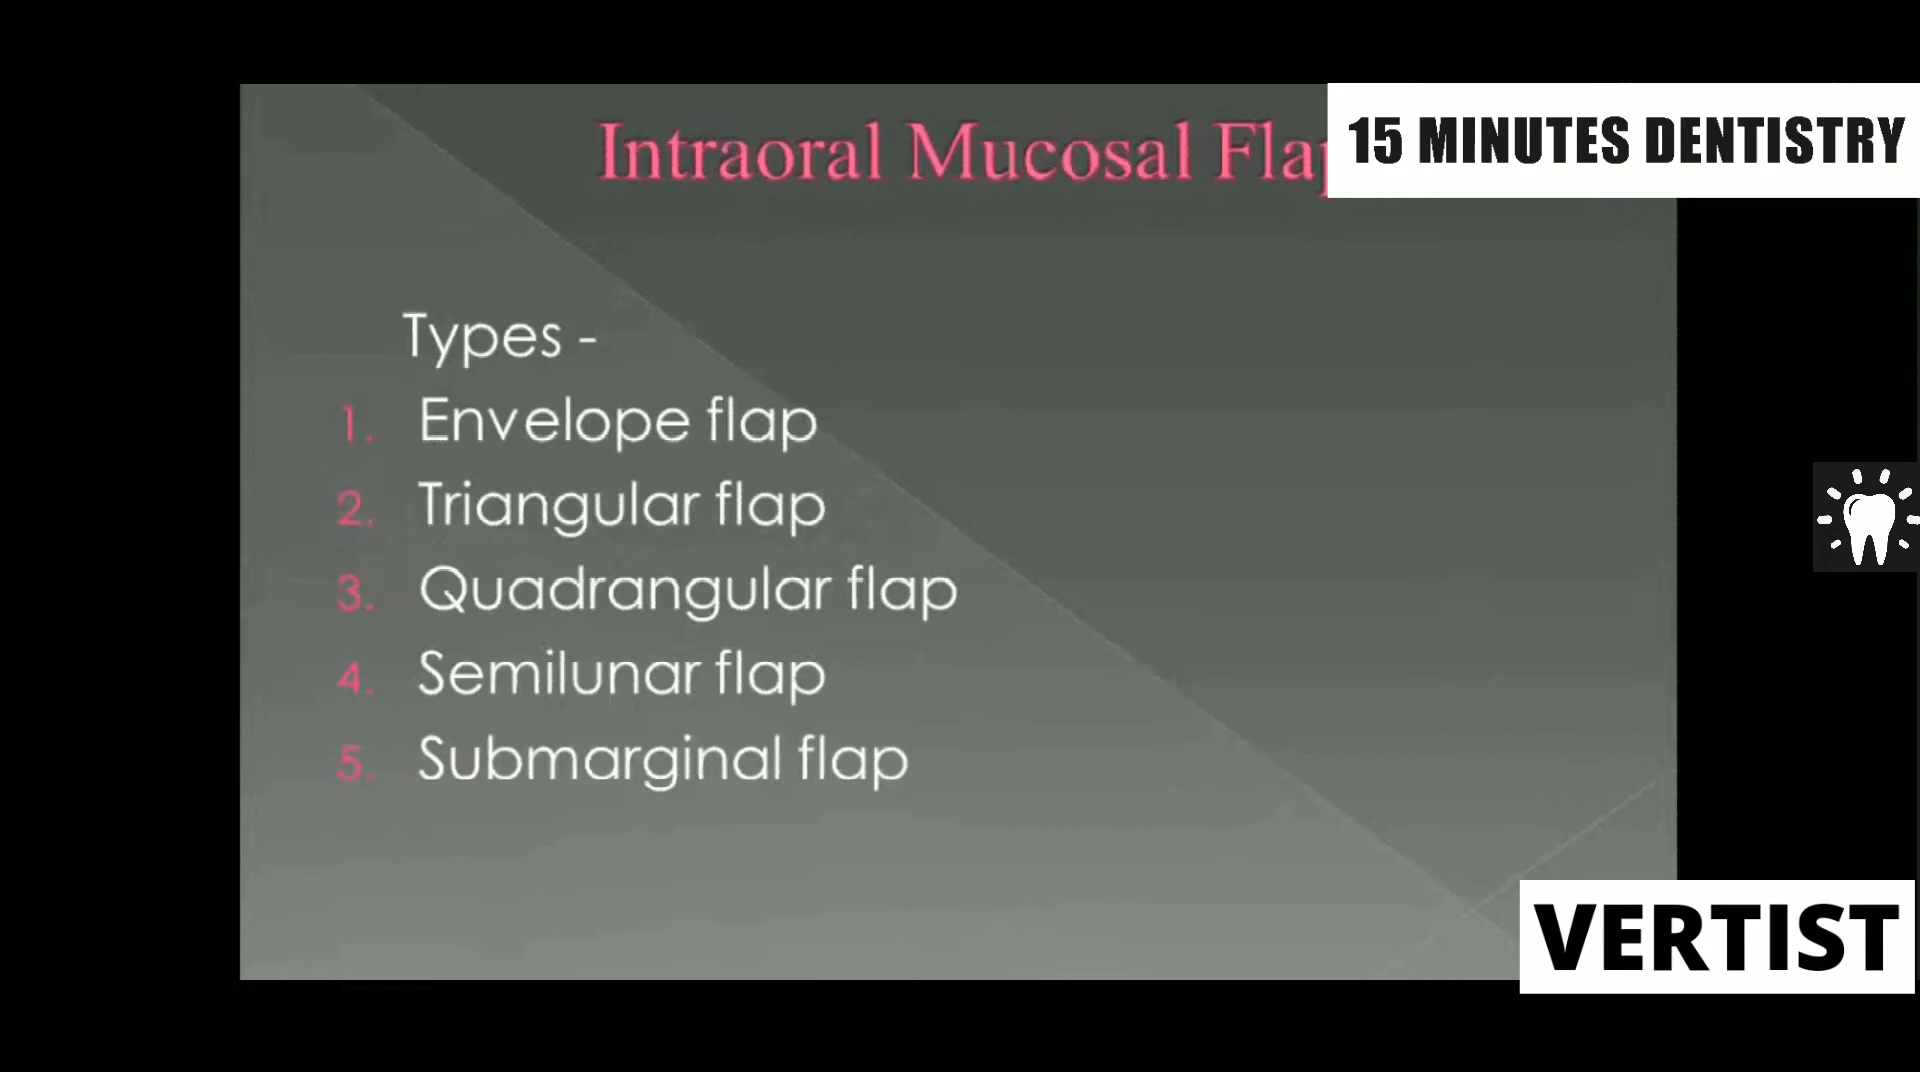 Intraoral Mucosal
15 MINUTES DENTISTRY
Types -
1. Envelope flap
2. Triangular flap
3. Quadrangular flap
4. Semilunar flap
5. Submarginal flap
VERTIST